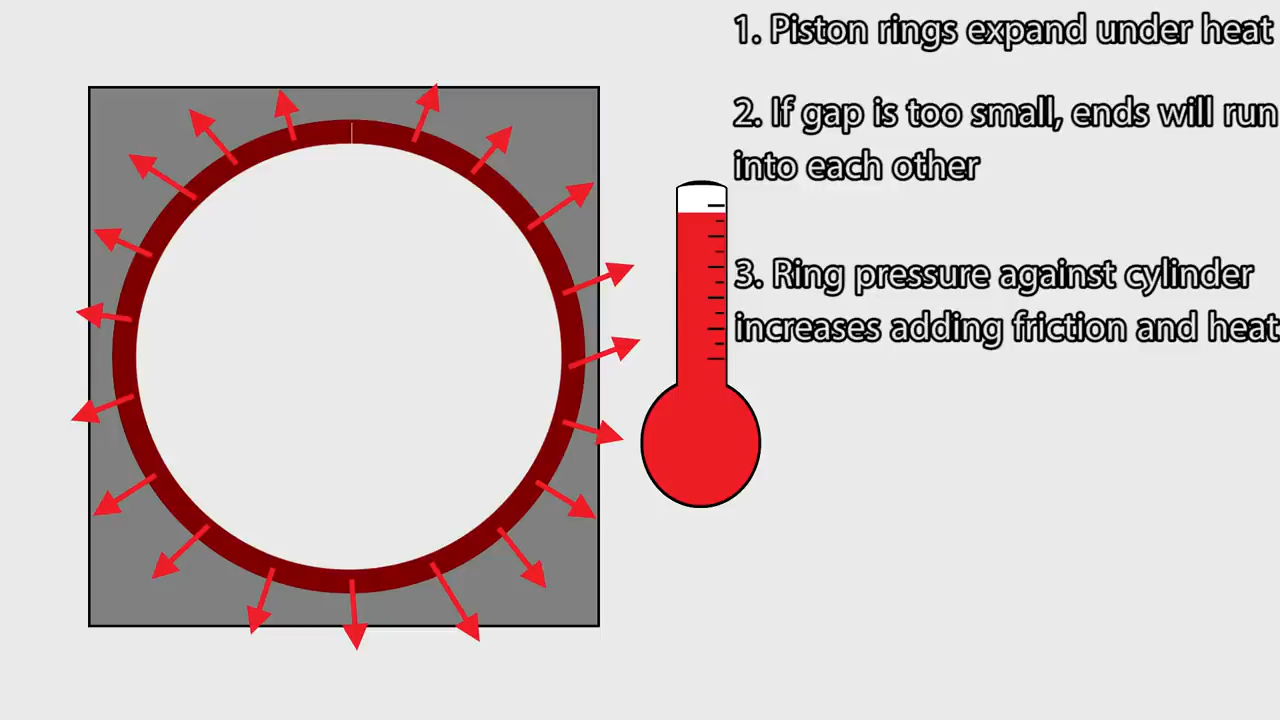 1. Piston rings expand under heat
2. If gap is too small, ends will run
into each other
3. Ring pressure against cylinder
increases adding friction and heat